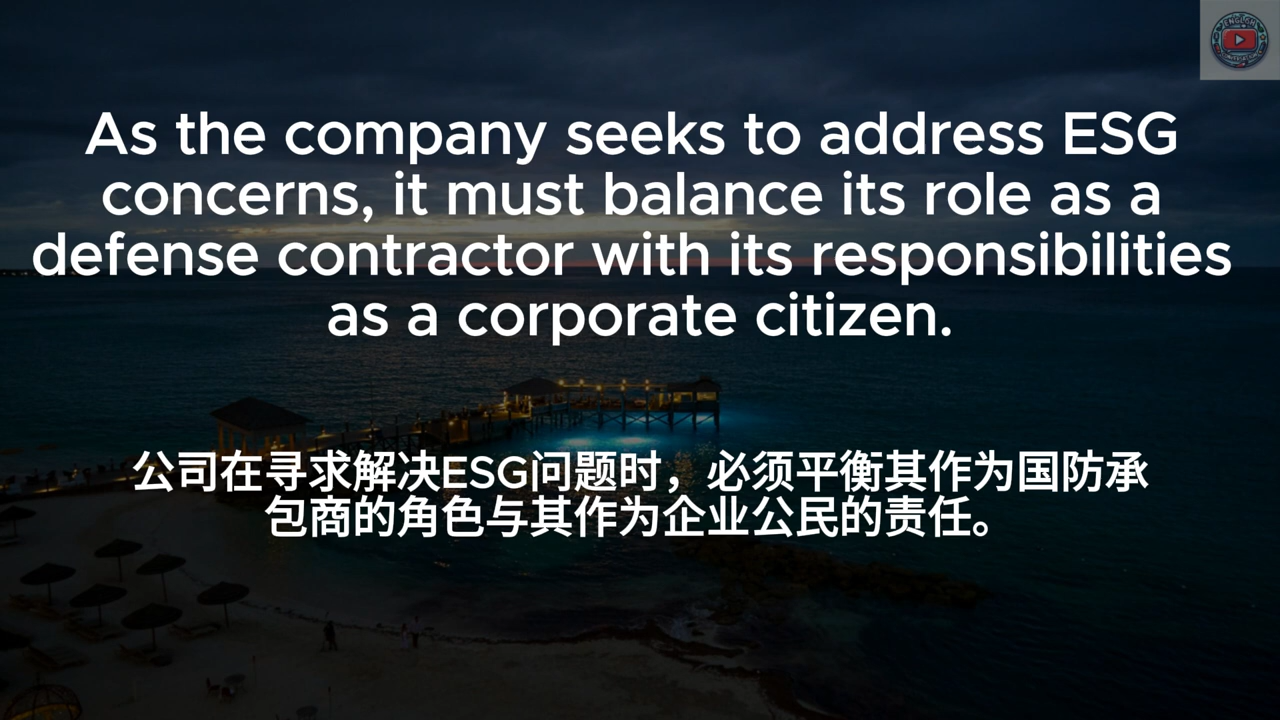 As the company seeks to address ESG
concerns, it must balance its role as a
defense contractor with its responsibilities
as a corporate citizen.
公司在寻求解决ESG问题时，必须平衡其作为国防承
包商的角色与其作为企业公民的责任。